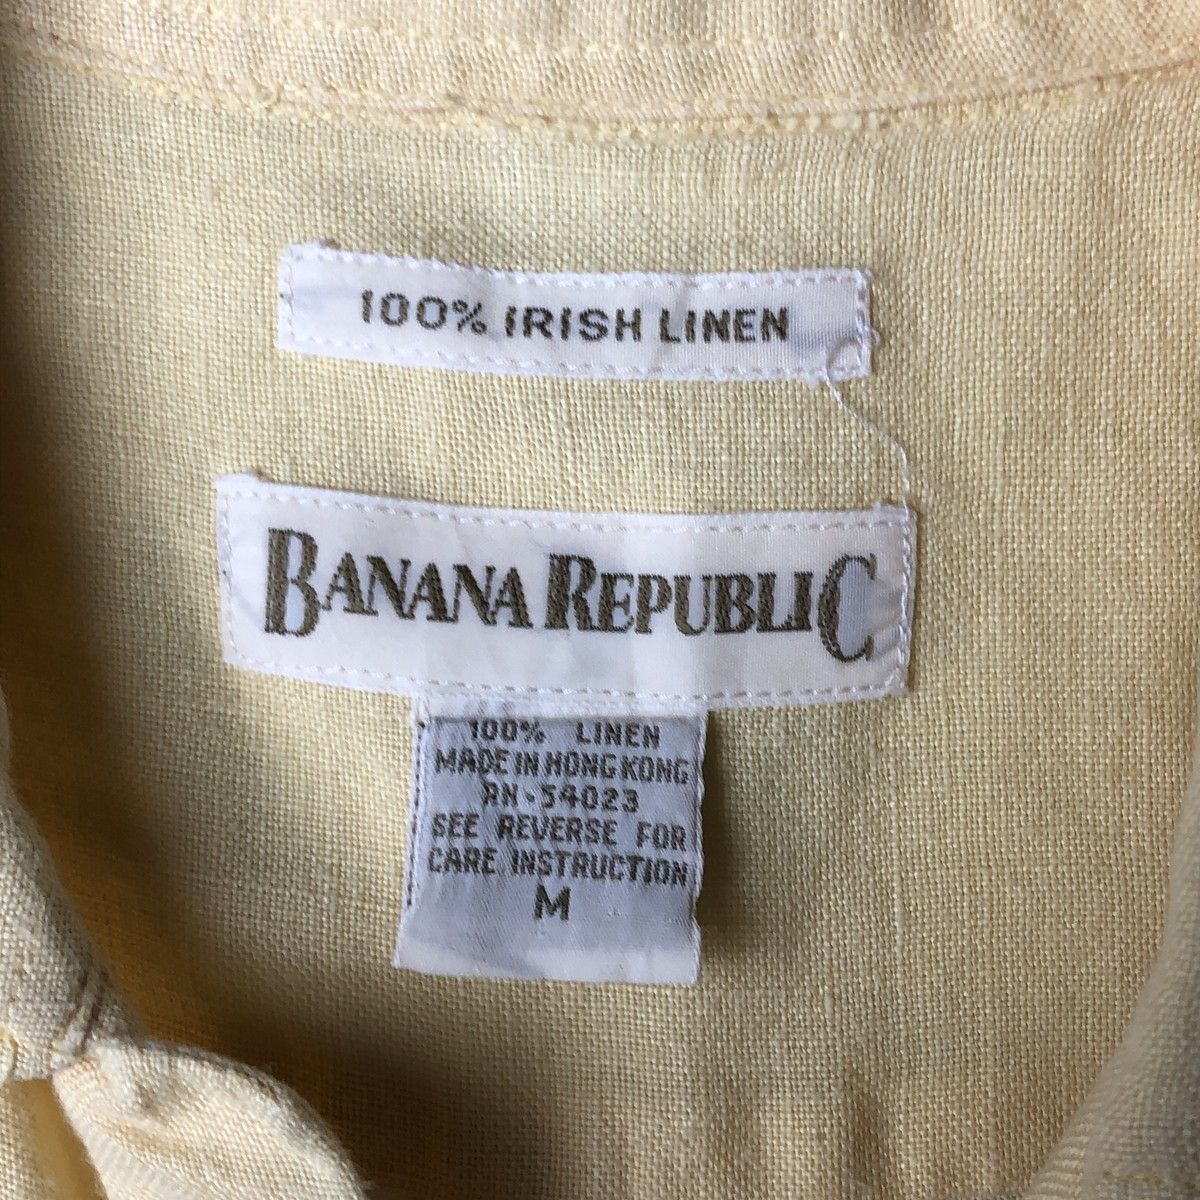 100% IRISH LINEN
BANANA REPUBLIC
100% LINEN
MADE IN HONG KONG
RN-54023
SEE REVERSE FOR
CARE INSTRUCTION
M